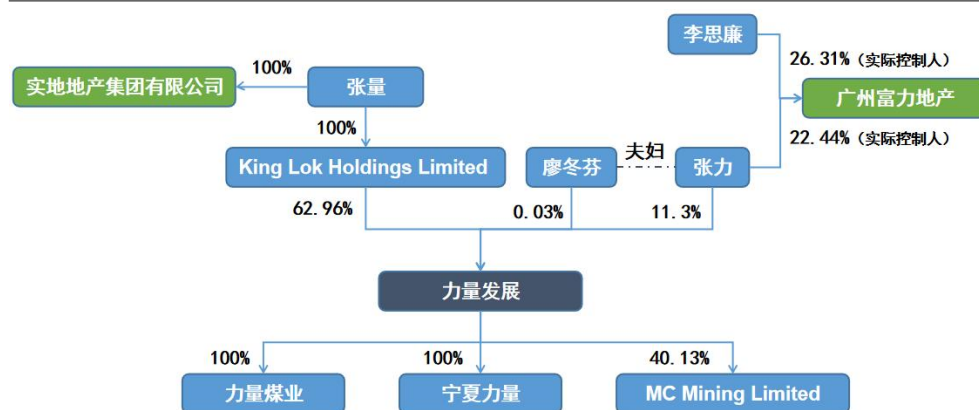 李思廉
26.31%（实际控制人）
实地地产集团有限公司
100%
张量
广州富力地产
100%
22.44%（实际控制人）
King Lok Holdings Limited
廖冬芬
夫妇
张力
62.96%
0.03%
11.3%
力量发展
100%
100%
40.13%
力量煤业
宁夏力量
MC Mining Limited